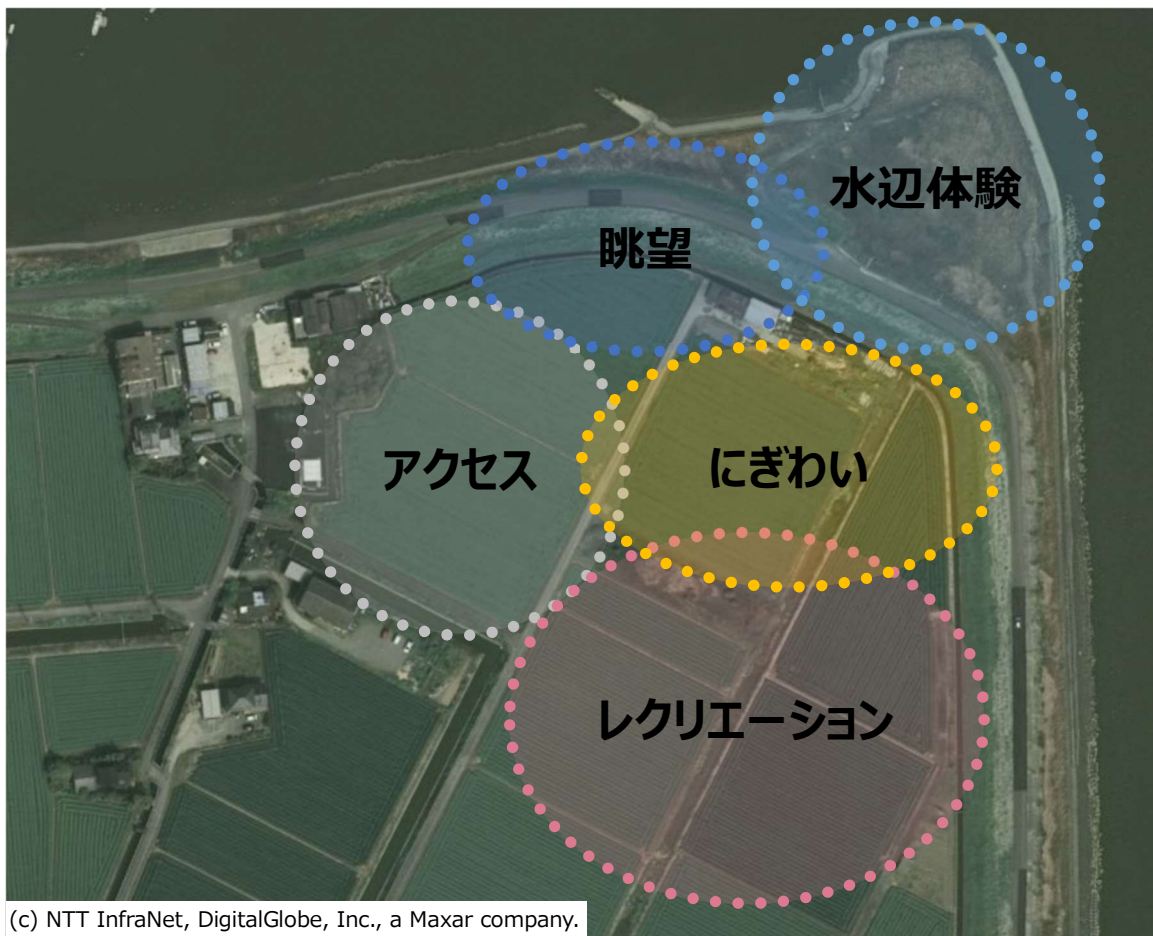 水辺体験
眺望
アクセス
にぎわい
レクリエーション
(c) NTT InfraNet, DigitalGlobe, Inc., a Maxar company.